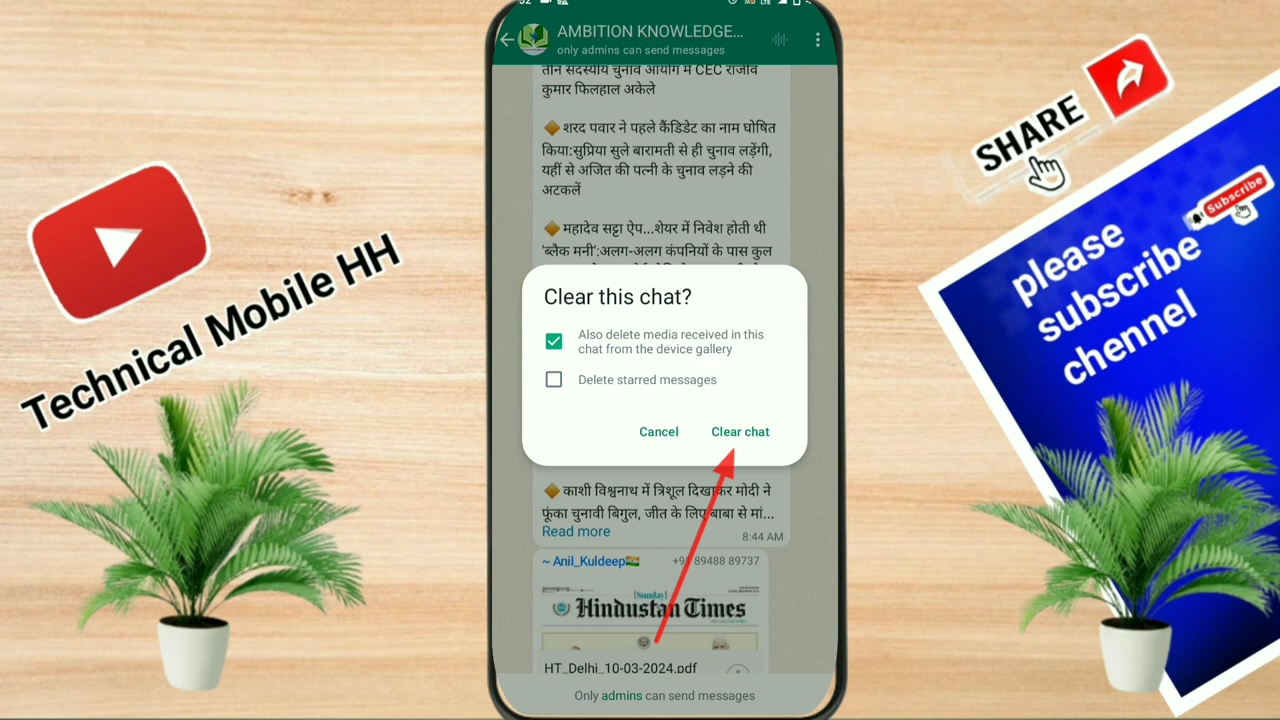 AMBITION KNOWLEDGE...
only admins can send messages
तीन सदस्यीय चुनाव आयोग में CEC राजीव
कुमार फिलहाल अकेले
🔶 शरद पवार ने पहले कैंडिडेट का नाम घोषित
किया:सुप्रिया सुले बारामती से ही चुनाव लड़ेंगी,
यहीं से अजित की पत्नी के चुनाव लड़ने की
अटकलें
🔶 महादेव सट्टा ऐप...शेयर में निवेश होती थी
'ब्लैक मनी':अलग-अलग कंपनियों के पास कुल
Clear this chat?
Also delete media received in this
chat from the device gallery
Delete starred messages
Cancel Clear chat
🔶 काशी विश्वनाथ में त्रिशूल दिखाकर मोदी ने
फूंका चुनावी बिगुल, जीत के लिए बाबा से मां...
Read more
8:44 AM
~ Anil_Kuldeep🇮🇳 +91 89488 89737
[Sunday]
Hindustan Times
HT_Delhi_10-03-2024.pdf
Only admins can send messages
Technical Mobile HH
SHARE
Subscribe
please
subscribe
chennel